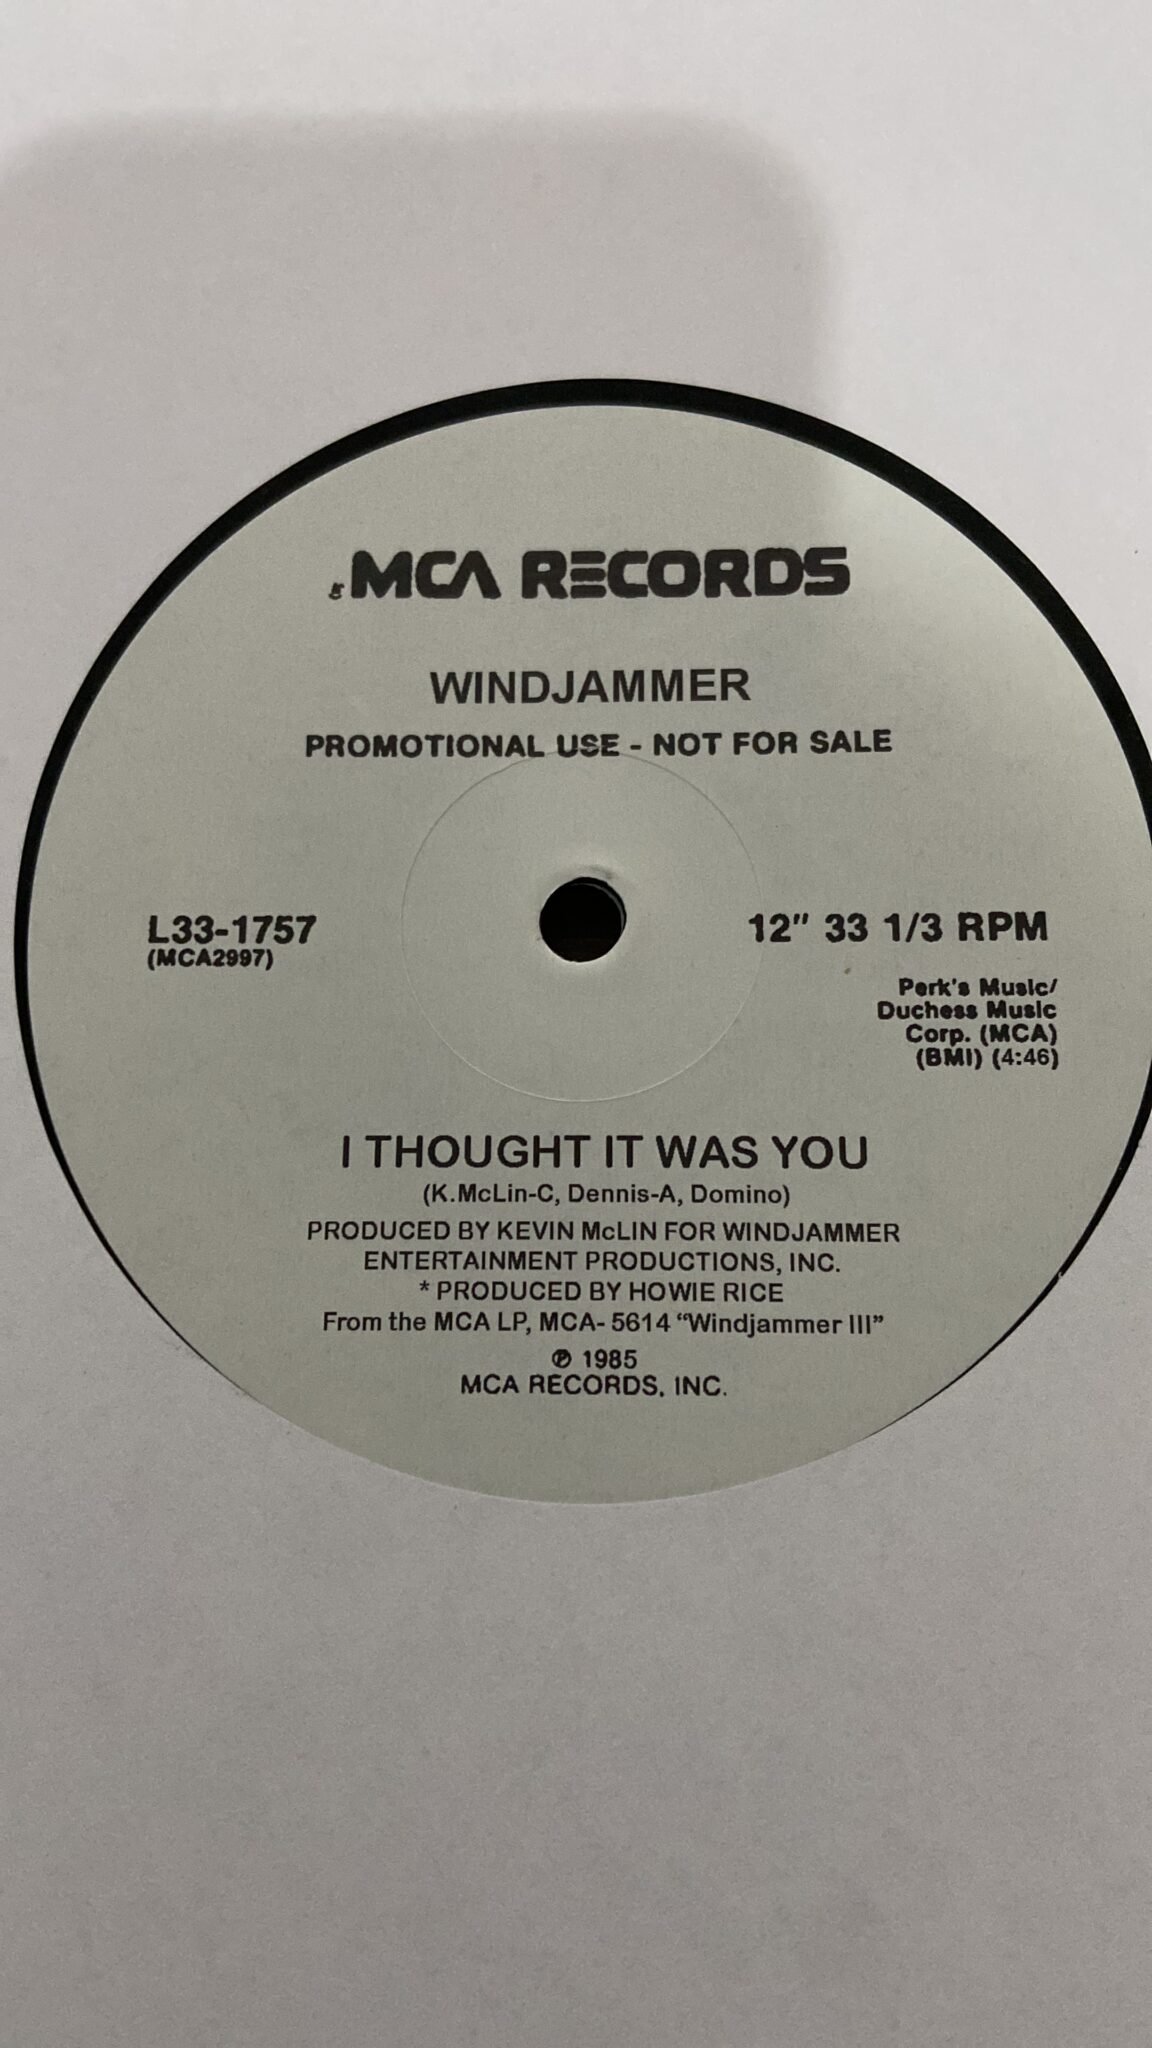 MCA RECORDS
WINDJAMMER
PROMOTIONAL USE - NOT FOR SALE
L33-1757
(MCA2997)
12" 33 1/3 RPM
Perk's Music/
Duchess Music
Corp. (MCA)
(BMI) (4:46)
I THOUGHT IT WAS YOU
(K.McLin-C, Dennis-A, Domino)
PRODUCED BY KEVIN McLIN FOR WINDJAMMER
ENTERTAINMENT PRODUCTIONS, INC.
* PRODUCED BY HOWIE RICE
From the MCA LP, MCA- 5614 “Windjammer III”
℗ 1985
MCA RECORDS, INC.